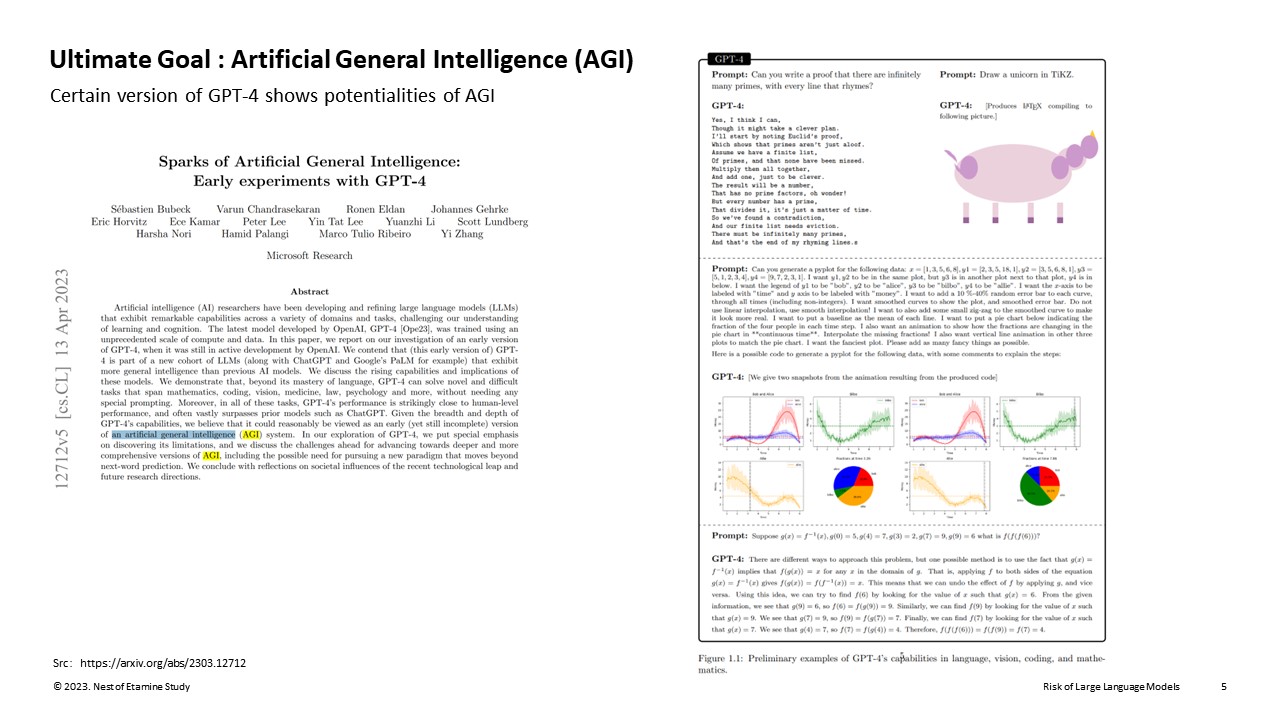 Ultimate Goal : Artificial General Intelligence (AGI)
Certain version of GPT-4 shows potentialities of AGI
Sparks of Artificial General Intelligence:
Early experiments with GPT-4
Sébastien Bubeck Varun Chandrasekaran Ronen Eldan Johannes Gehrke
Eric Horvitz Ece Kamar Peter Lee Yin Tat Lee Yuanzhi Li Scott Lundberg
Harsha Nori Hamid Palangi Marco Tulio Ribeiro Yi Zhang
Microsoft Research
12712v5 [cs.CL] 13 Apr 2023
Abstract
Artificial intelligence (AI) researchers have been developing and refining large language models (LLMs)
that exhibit remarkable capabilities across a variety of domains and tasks, challenging our understanding
of learning and cognition. The latest model developed by OpenAI, GPT-4 [Ope23], was trained using an
unprecedented scale of compute and data. In this paper, we report on our investigation of an early version
of GPT-4, when it was still in active development by OpenAI. We contend that (this early version of) GPT-
4 is part of a new cohort of LLMs (along with ChatGPT and Google's PaLM for example) that exhibit
more general intelligence than previous AI models. We discuss the rising capabilities and implications of
these models. We demonstrate that, beyond its mastery of language, GPT-4 can solve novel and difficult
tasks that span mathematics, coding, vision, medicine, law, psychology and more, without needing any
special prompting. Moreover, in all of these tasks, GPT-4's performance is strikingly close to human-level
performance, and often vastly surpasses prior models such as ChatGPT. Given the breadth and depth of
GPT-4's capabilities, we believe that it could reasonably be viewed as an early (yet still incomplete) version
of an artificial general intelligence (AGI) system. In our exploration of GPT-4, we put special emphasis
on discovering its limitations, and we discuss the challenges ahead for advancing towards deeper and more
comprehensive versions of AGI, including the possible need for pursuing a new paradigm that moves beyond
next-word prediction. We conclude with reflections on societal influences of the recent technological leap and
future research directions.
Src: https://arxiv.org/abs/2303.12712
GPT-4
Prompt: Can you write a proof that there are infinitely
many primes, with every line that rhymes?
GPT-4:
Yes, I think I can,
Though it might take a clever plan.
I'll start by noting Euclid's proof,
Which shows that primes aren't just aloof.
Assume we have a finite list,
Of primes, and that none have been missed.
Multiply them all together,
And add one, just to be clever.
The result will be a number,
That has no prime factors, oh wonder!
But every number has a prime,
That divides it, it's just a matter of time.
So we've found a contradiction,
And our finite list needs eviction.
There must be infinitely many primes,
And that's the end of my rhyming lines.s
Prompt: Draw a unicorn in TiKZ.
GPT-4: [Produces LATEX compiling to
following picture.]
Prompt: Can you generate a pyplot for the following data: x = [1, 3, 5, 6, 8], y1 = [2, 3, 5, 18, 1], y2 = [3, 5, 6, 8, 1], y3 =
[5, 1, 2, 3, 4], y4 = [9, 7, 2, 3, 1]. I want y1, y2 to be in the same plot, but y3 is in another plot next to that plot, y4 is in
below. I want the legend of y1 to be "bob", y2 to be "alice", y3 to be "bilbo", y4 to be "allie". I want the x-axis to be
labeled with "time" and y axis to be labeled with "money". I want to add a 10 %-40% random error bar to each curve,
through all times (including non-integers). I want smoothed curves to show the plot, and smooth error bar. Do not
use linear interpolation, use smooth interpolation! I want to also add some small zig-zag to the smoothed curve to make
it look more real. I want to put a baseline as the mean of each line. I want to put a pie chart below indicating the
fraction of the four people in each time step. I also want an animation to show how the fractions are changing in the
pie chart in **continuous time**. Interpolate the missing fractions! I also want vertical line animation in other three
plots to match the pie chart. I want the fanciest plot. Please add as many fancy things as possible.
Here is a possible code to generate a pyplot for the following data, with some comments to explain the steps:
GPT-4: [We give two snapshots from the animation resulting from the produced code]
Prompt: Suppose g(x) = f⁻¹(x), g(0) = 5, g(4) = 7, g(3) = 2, g(7) = 9, g(9) = 6 what is f(f(f(6)))?
GPT-4: There are different ways to approach this problem, but one possible method is to use the fact that g(x) =
f⁻¹(x) implies that f(g(x)) = x for any x in the domain of g. That is, applying f to both sides of the equation
g(x) = f⁻¹(x) gives f(g(x)) = f(f⁻¹(x)) = x. This means that we can undo the effect of f by applying g, and vice
versa. Using this idea, we can try to find f(6) by looking for the value of x such that g(x) = 6. From the given
information, we see that g(9) = 6, so f(6) = f(g(9)) = 9. Similarly, we can find f(9) by looking for the value of x such
that g(x) = 9. We see that g(7) = 9, so f(9) = f(g(7)) = 7. Finally, we can find f(7) by looking for the value of x such
that g(x) = 7. We see that g(4) = 7, so f(7) = f(g(4)) = 4. Therefore, f(f(f(6))) = f(f(9)) = f(7) = 4.
Figure 1.1: Preliminary examples of GPT-4's capabilities in language, vision, coding, and mathe-
matics.
© 2023. Nest of Etamine Study
Risk of Large Language Models
5